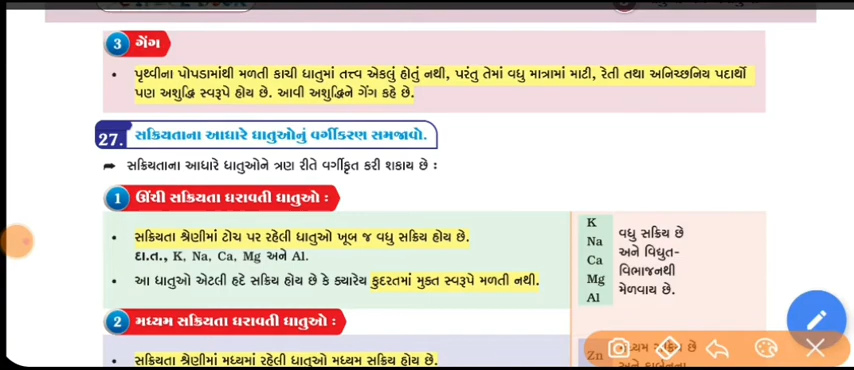 3 ગેંગ
• પૃથ્વીના પોપડામાંથી મળતી કાચી ધાતુમાં તત્ત્વ એકલું હોતું નથી, પરંતુ તેમાં વધુ માત્રામાં માટી, રેતી તથા અનિચ્છનિય પદાર્થો
પણ અશુદ્ધિ સ્વરૂપે હોય છે. આવી અશુદ્ધિને ગેંગ કહે છે.
27. સક્રિયતાના આધારે ધાતુઓનું વર્ગીકરણ સમજાવો.
➡ સક્રિયતાના આધારે ધાતુઓને ત્રણ રીતે વર્ગીકૃત કરી શકાય છે :
1 ઊંચી સક્રિયતા ધરાવતી ધાતુઓ :
• સક્રિયતા શ્રેણીમાં ટોચ પર રહેલી ધાતુઓ ખૂબ જ વધુ સક્રિય હોય છે.
દા.ત., K, Na, Ca, Mg અને Al.
• આ ધાતુઓ એટલી હદે સક્રિય હોય છે કે ક્યારેય કુદરતમાં મુક્ત સ્વરૂપે મળતી નથી.
K
Na
Ca
Mg
Al
વધુ સક્રિય છે
અને વિદ્યુત-
વિભાજનથી
મેળવાય છે.
2 મધ્યમ સક્રિયતા ધરાવતી ધાતુઓ :
• સક્રિયતા શ્રેણીમાં મધ્યમાં રહેલી ધાતુઓ મધ્યમ સક્રિય હોય છે.
Zn